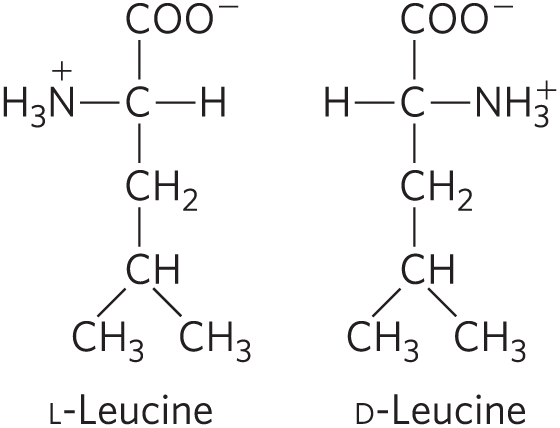 COO⁻ COO⁻
H₃N⁺—C—H H—C—NH₃⁺
CH₂ CH₂
CH CH
CH₃ CH₃ CH₃ CH₃
L-Leucine D-Leucine